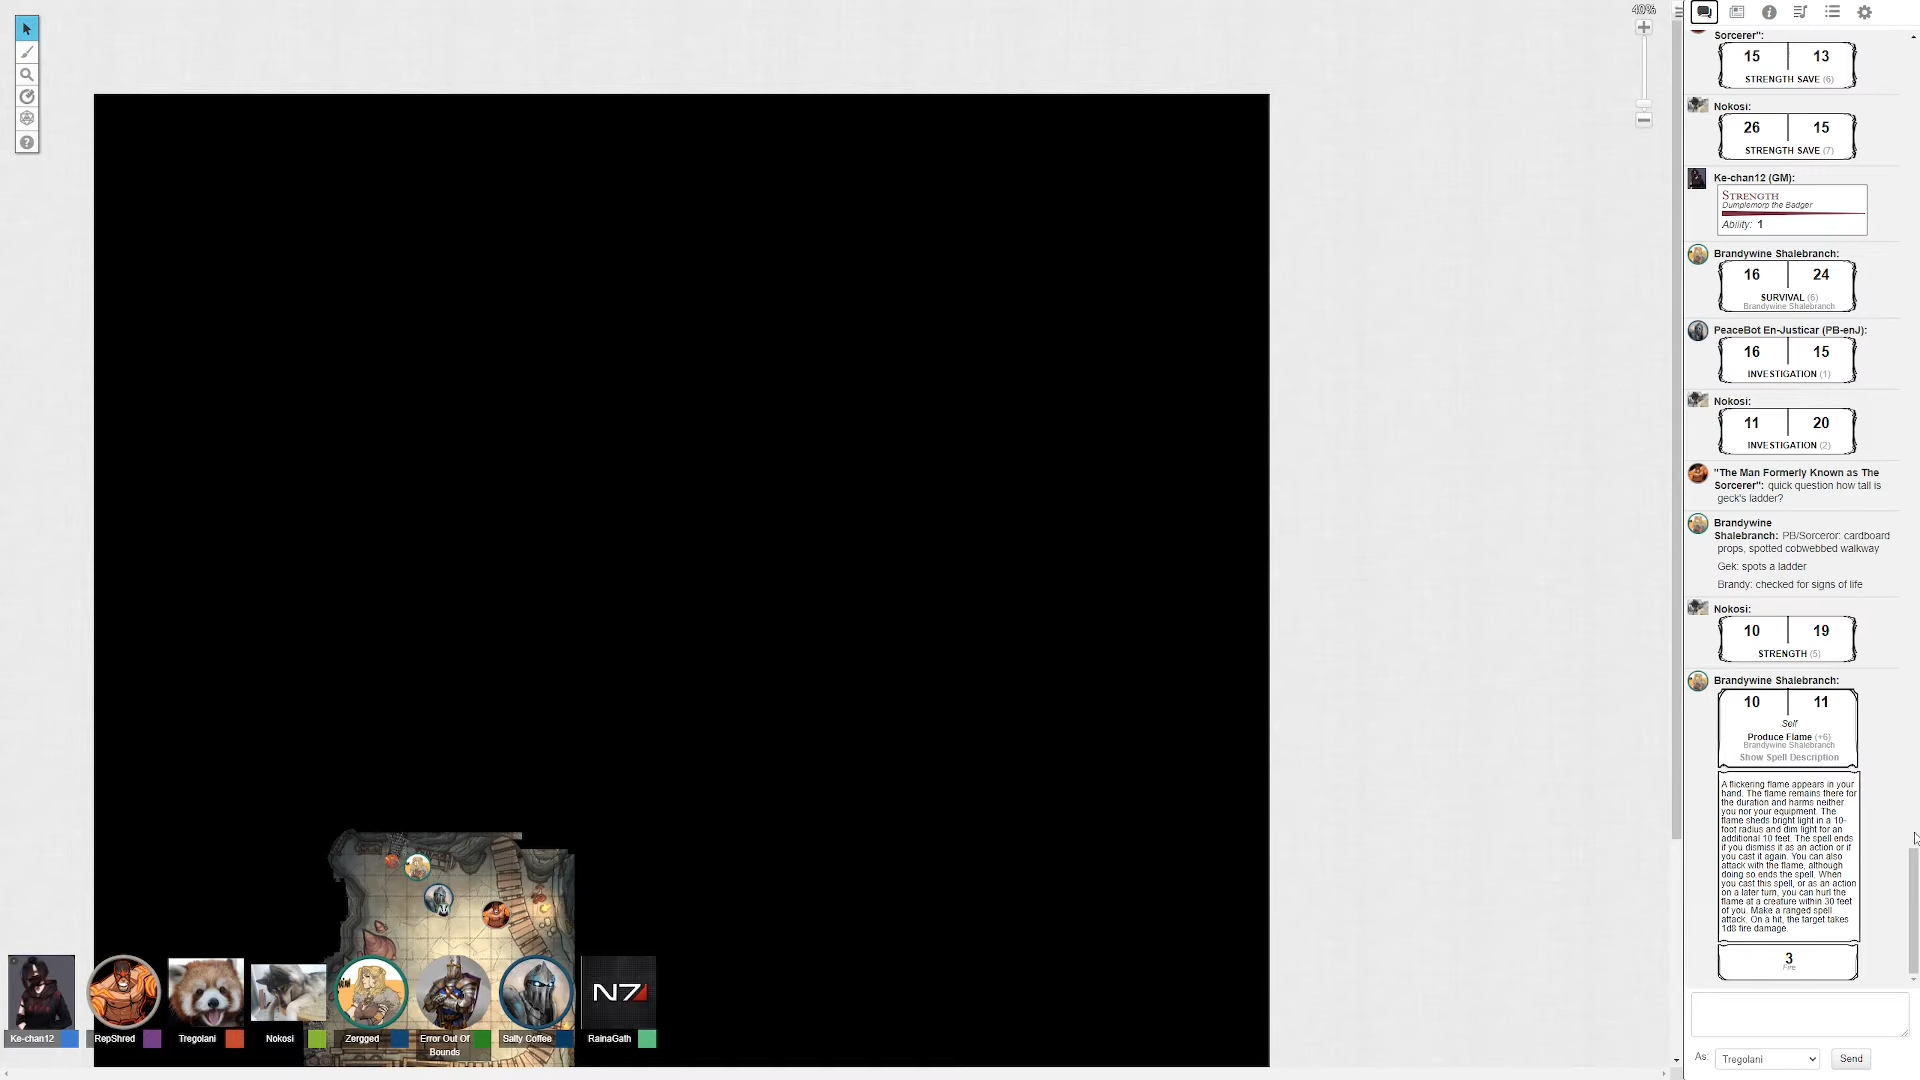 40%
Sorcerer":
15 13
STRENGTH SAVE (6)
Nokosi:
26 15
STRENGTH SAVE (7)
Ke-chan12 (GM):
STRENGTH
Dumplemorp the Badger
Ability: 1
Brandywine Shalebranch:
16 24
SURVIVAL (6)
Brandywine Shalebranch
PeaceBot En-Justicar (PB-enJ):
16 15
INVESTIGATION (1)
Nokosi:
11 20
INVESTIGATION (2)
"The Man Formerly Known as The
Sorcerer": quick question how tall is
geck's ladder?
Brandywine
Shalebranch: PB/Sorceror: cardboard
props, spotted cobwebbed walkway
Gek: spots a ladder
Brandy: checked for signs of life
Nokosi:
10 19
STRENGTH (5)
Brandywine Shalebranch:
10 11
Self
Produce Flame (+6)
Brandywine Shalebranch
Show Spell Description
A flickering flame appears in your
hand. The flame remains there for
the duration and harms neither
you nor your equipment. The
flame sheds bright light in a 10-
foot radius and dim light for an
additional 10 feet. The spell ends
if you dismiss it as an action or if
you cast it again. You can also
attack with the flame, although
doing so ends the spell. When
you cast this spell, or as an action
on a later turn, you can hurl the
flame at a creature within 30 feet
of you. Make a ranged spell
attack. On a hit, the target takes
1d8 fire damage.
3
FIRE
As: Tregolani Send
N7
Ke-chan12 RepShred Tregolani Nokosi Zergged Error Out Of Salty Coffee RainaGath
Bounds